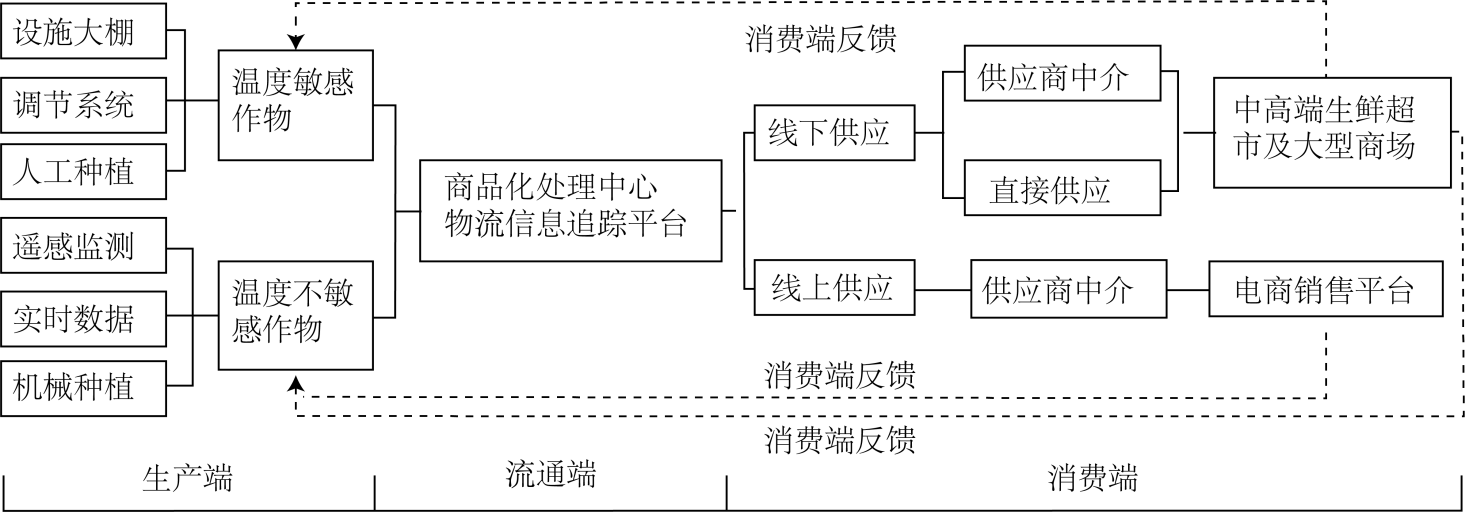 设施大棚
调节系统
人工种植
遥感监测
实时数据
机械种植
温度敏感
作物
温度不敏
感作物
商品化处理中心
物流信息追踪平台
消费端反馈
线下供应
供应商中介
直接供应
中高端生鲜超
市及大型商场
线上供应
供应商中介
电商销售平台
消费端反馈
消费端反馈
生产端
流通端
消费端